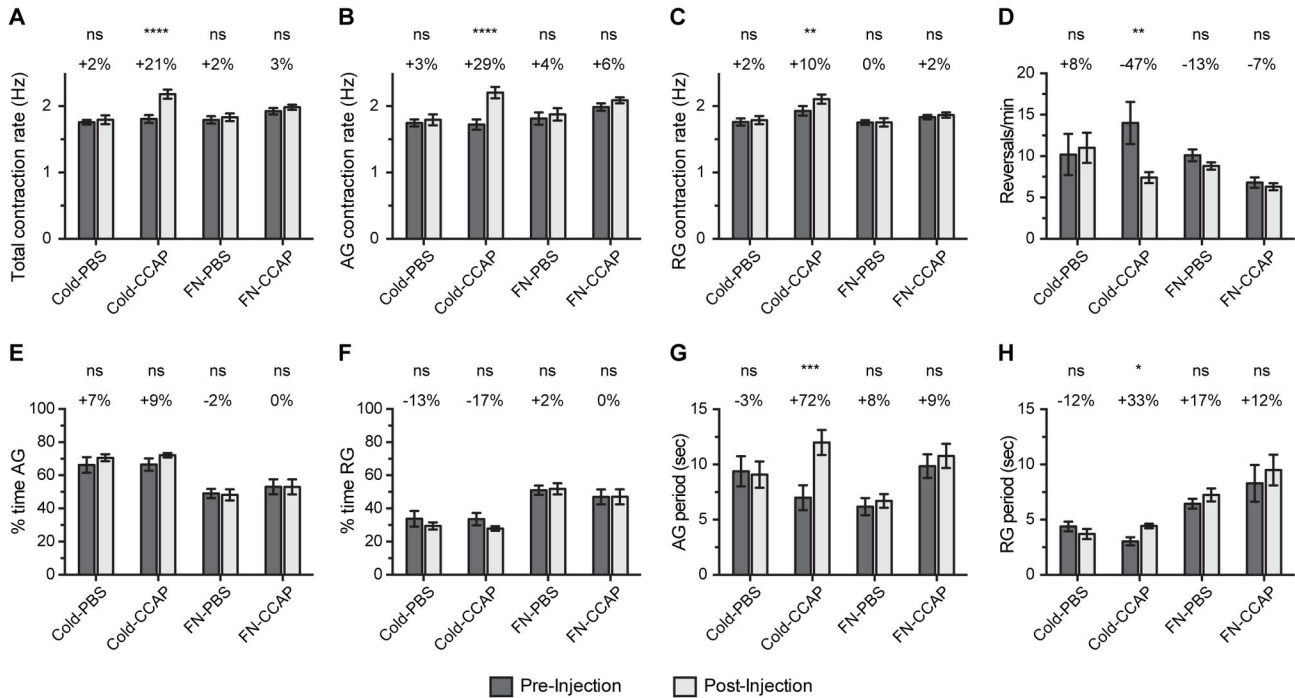 A
ns **** ns ns
+2% +21% +2% 3%
Total contraction rate (Hz)
0 1 2
Cold-PBS Cold-CCAP FN-PBS FN-CCAP
B
ns **** ns ns
+3% +29% +4% +6%
AG contraction rate (Hz)
0 1 2
Cold-PBS Cold-CCAP FN-PBS FN-CCAP
C
ns ** ns ns
+2% +10% 0% +2%
RG contraction rate (Hz)
0 1 2
Cold-PBS Cold-CCAP FN-PBS FN-CCAP
D
ns ** ns ns
+8% -47% -13% -7%
Reversals/min
0 5 10 15 20
Cold-PBS Cold-CCAP FN-PBS FN-CCAP
E
ns ns ns ns
+7% +9% -2% 0%
% time AG
0 20 40 60 80 100
Cold-PBS Cold-CCAP FN-PBS FN-CCAP
F
ns ns ns ns
-13% -17% +2% 0%
% time RG
0 20 40 60 80 100
Cold-PBS Cold-CCAP FN-PBS FN-CCAP
G
ns *** ns ns
-3% +72% +8% +9%
AG period (sec)
0 5 10 15
Cold-PBS Cold-CCAP FN-PBS FN-CCAP
H
ns * ns ns
-12% +33% +17% +12%
RG period (sec)
0 5 10 15
Cold-PBS Cold-CCAP FN-PBS FN-CCAP
Pre-Injection Post-Injection